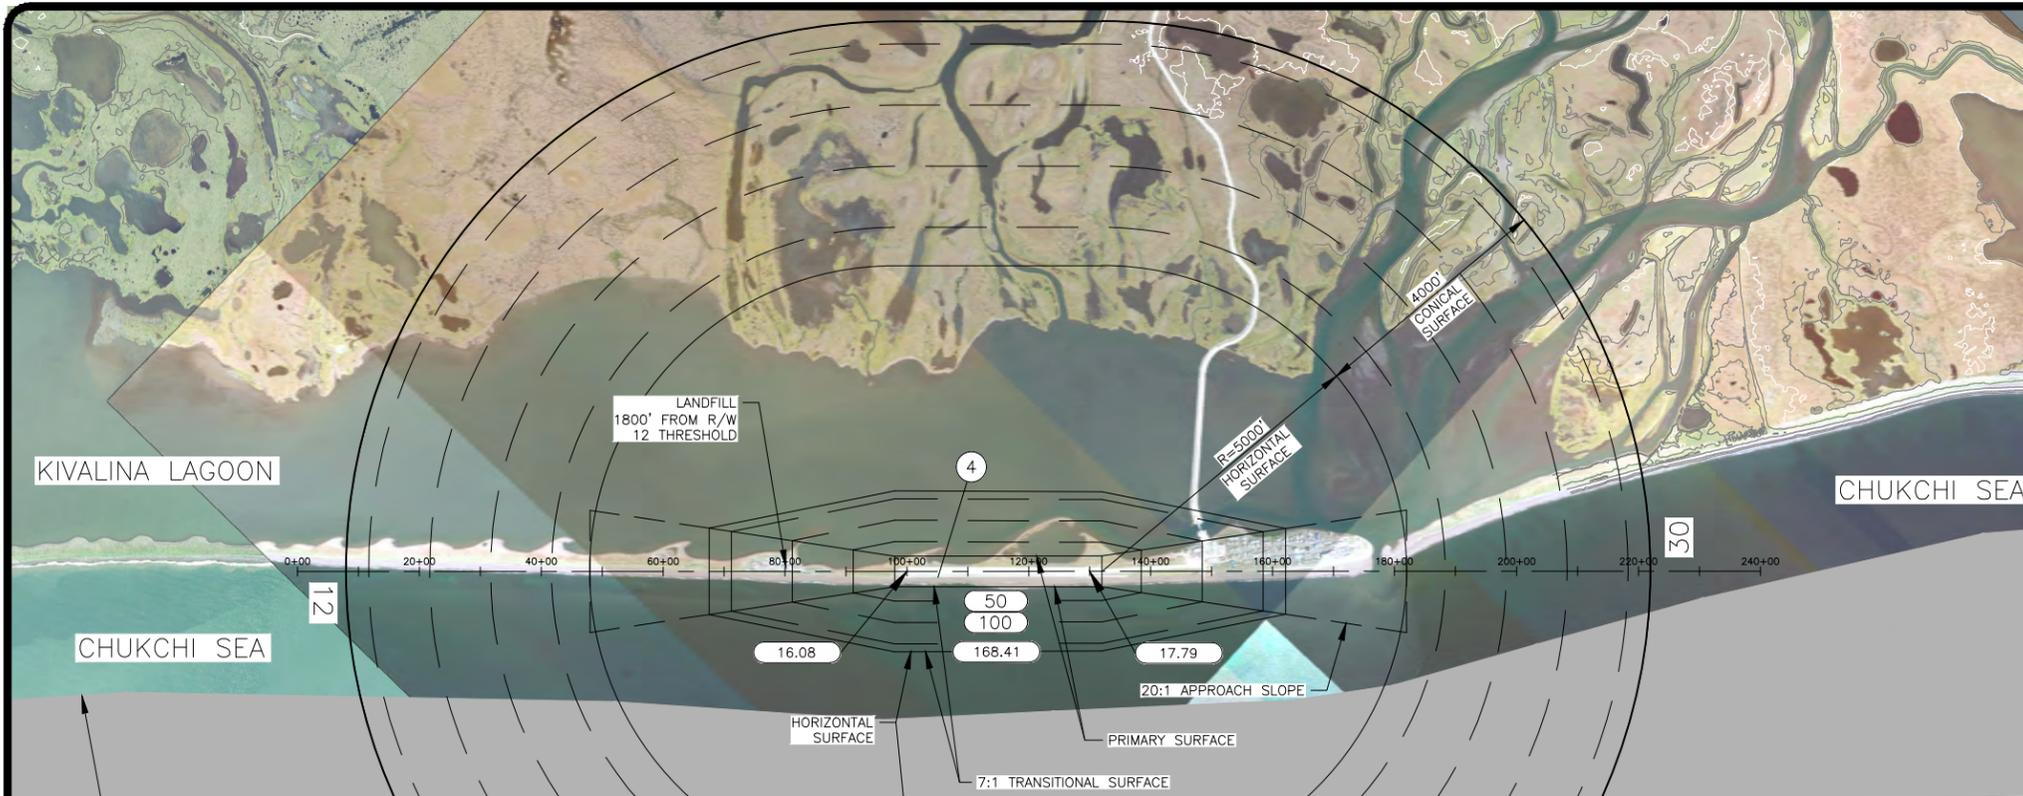 4000'
CONICAL
SURFACE
LANDFILL
1800' FROM R/W
12 THRESHOLD
R=5000'
HORIZONTAL
SURFACE
KIVALINA LAGOON
4
CHUKCHI SEA
30
0+00 20+00 40+00 60+00 80+00 100+00 120+00 140+00 160+00 180+00 200+00 220+00 240+00
12
50
100
CHUKCHI SEA
16.08
168.41
17.79
20:1 APPROACH SLOPE
HORIZONTAL
SURFACE
PRIMARY SURFACE
7:1 TRANSITIONAL SURFACE